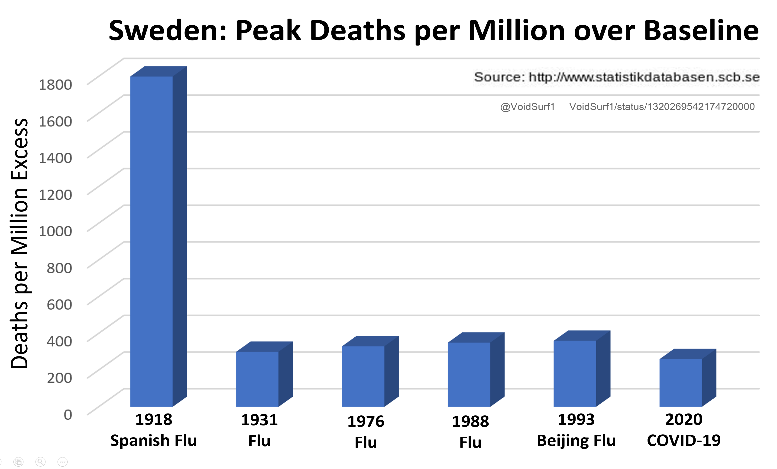 Sweden: Peak Deaths per Million over Baseline
Source: http://www.statistikdatabasen.scb.se
@VoidSurf1 VoidSurf1/status/1320269542174720000
Deaths per Million Excess
1800
1600
1400
1200
1000
800
600
400
200
0
1918 1931 1976 1988 1993 2020
Spanish Flu Flu Flu Flu Beijing Flu COVID-19